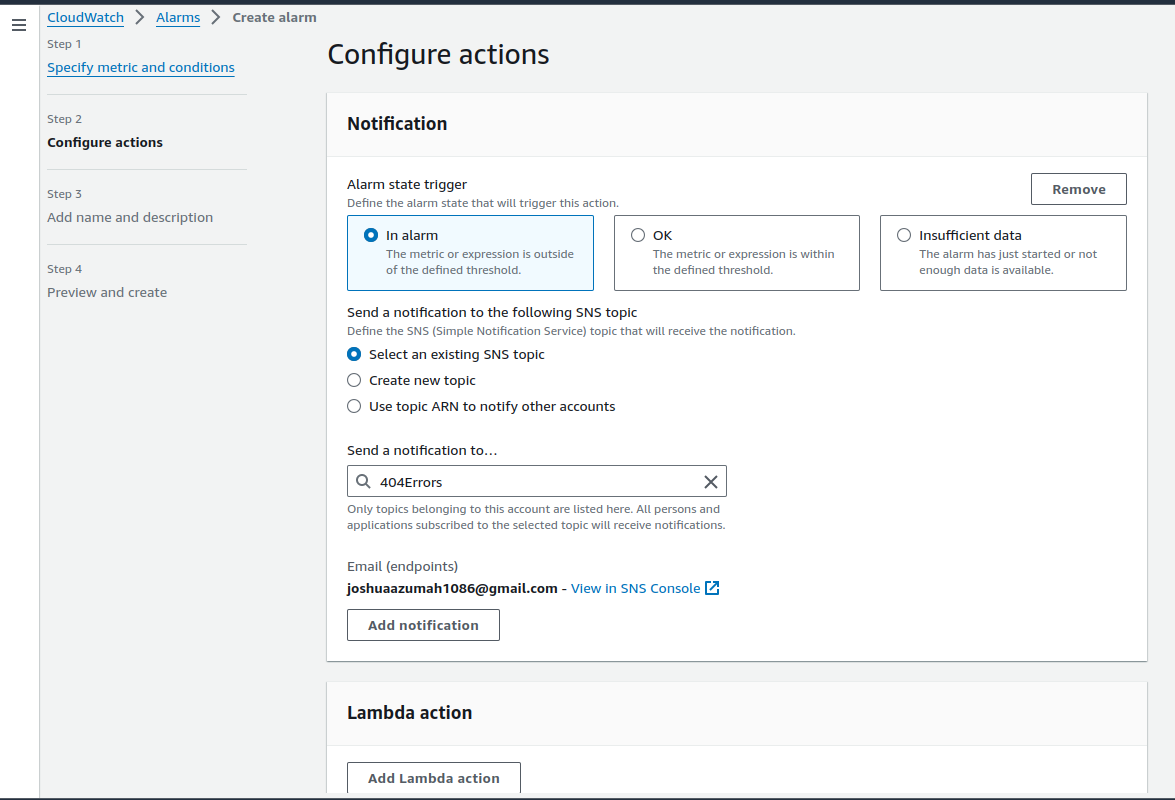 CloudWatch > Alarms > Create alarm
Step 1
Specify metric and conditions
Step 2
Configure actions
Step 3
Add name and description
Step 4
Preview and create
Configure actions
Notification
Alarm state trigger
Define the alarm state that will trigger this action.
Remove
In alarm
The metric or expression is outside
of the defined threshold.
OK
The metric or expression is within
the defined threshold.
Insufficient data
The alarm has just started or not
enough data is available.
Send a notification to the following SNS topic
Define the SNS (Simple Notification Service) topic that will receive the notification.
Select an existing SNS topic
Create new topic
Use topic ARN to notify other accounts
Send a notification to…
404Errors
Only topics belonging to this account are listed here. All persons and
applications subscribed to the selected topic will receive notifications.
Email (endpoints)
joshuaazumah1086@gmail.com - View in SNS Console
Add notification
Lambda action
Add Lambda action